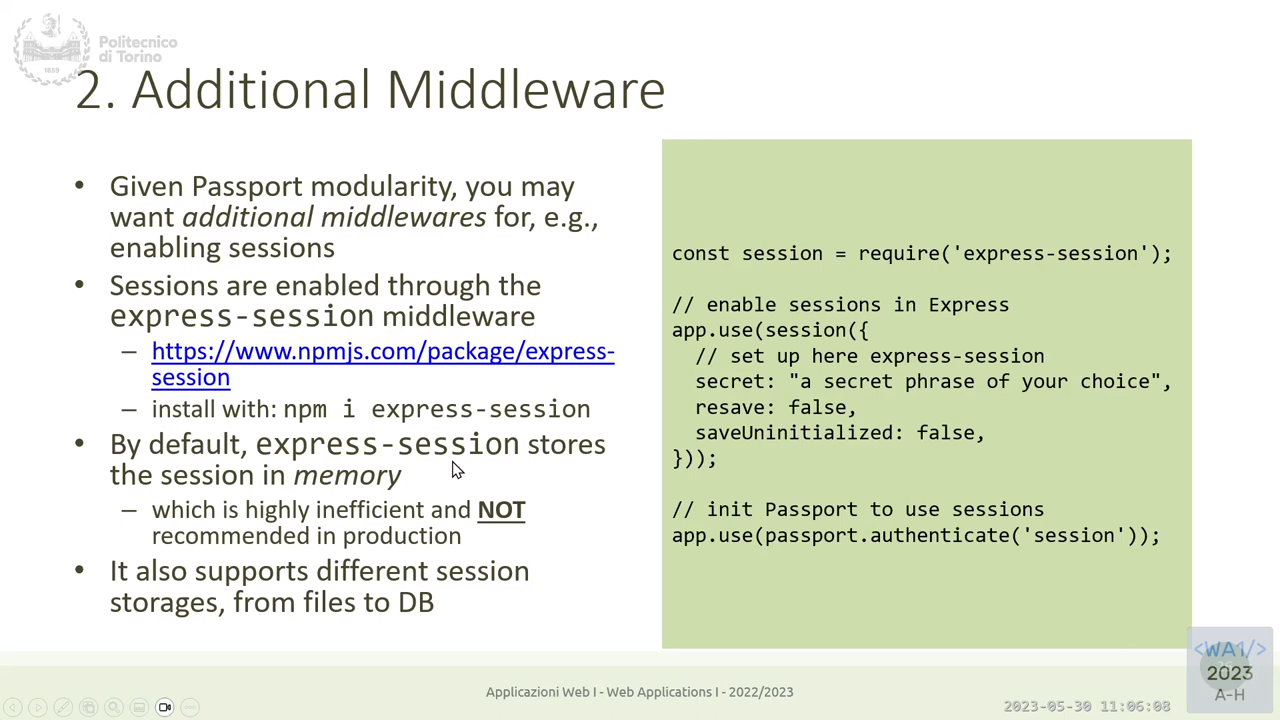 Politecnico
di Torino
1859
2. Additional Middleware
• Given Passport modularity, you may
want additional middlewares for, e.g.,
enabling sessions
• Sessions are enabled through the
express-session middleware
– https://www.npmjs.com/package/express-
session
– install with: npm i express-session
• By default, express-session stores
the session in memory
– which is highly inefficient and NOT
recommended in production
• It also supports different session
storages, from files to DB
const session = require('express-session');
// enable sessions in Express
app.use(session({
  // set up here express-session
  secret: "a secret phrase of your choice",
  resave: false,
  saveUninitialized: false,
}));
// init Passport to use sessions
app.use(passport.authenticate('session'));
Applicazioni Web I - Web Applications I - 2022/2023
<WA1/>
2023
A-H
2023-05-30 11:06:08